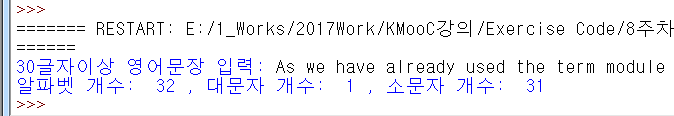 >>>
======= RESTART: E:/1_Works/2017Work/KMooC강의/Exercise Code/8주차
======
30글자이상 영어문장 입력: As we have already used the term module
알파벳 개수:  32 , 대문자 개수:  1 , 소문자 개수:  31
>>>